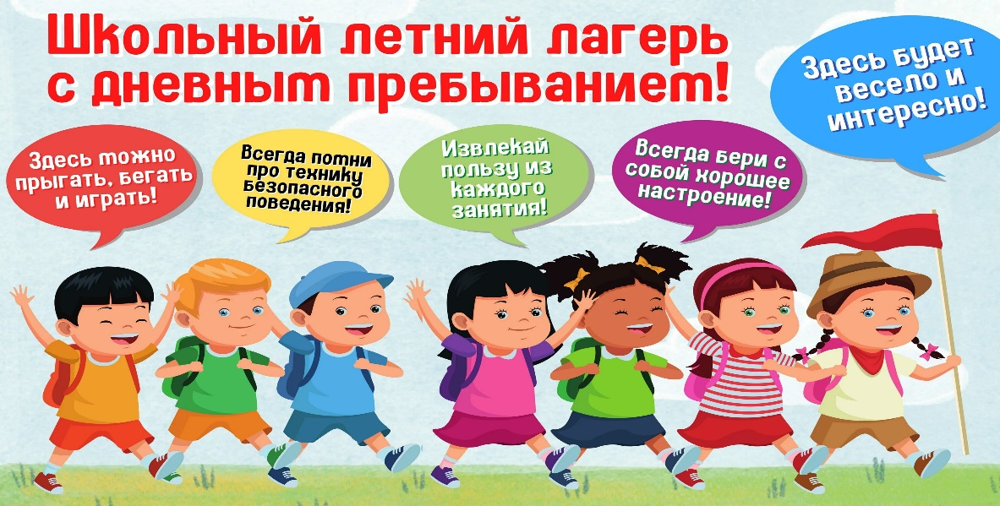 Школьный летний лагерь
с дневным пребыванием!
Здесь будет
весело и
интересно!
Здесь можно
прыгать, бегать
и играть!
Всегда помни
про технику
безопасного
поведения!
Извлекай
пользу из
каждого
занятия!
Всегда бери с
собой хорошее
настроение!